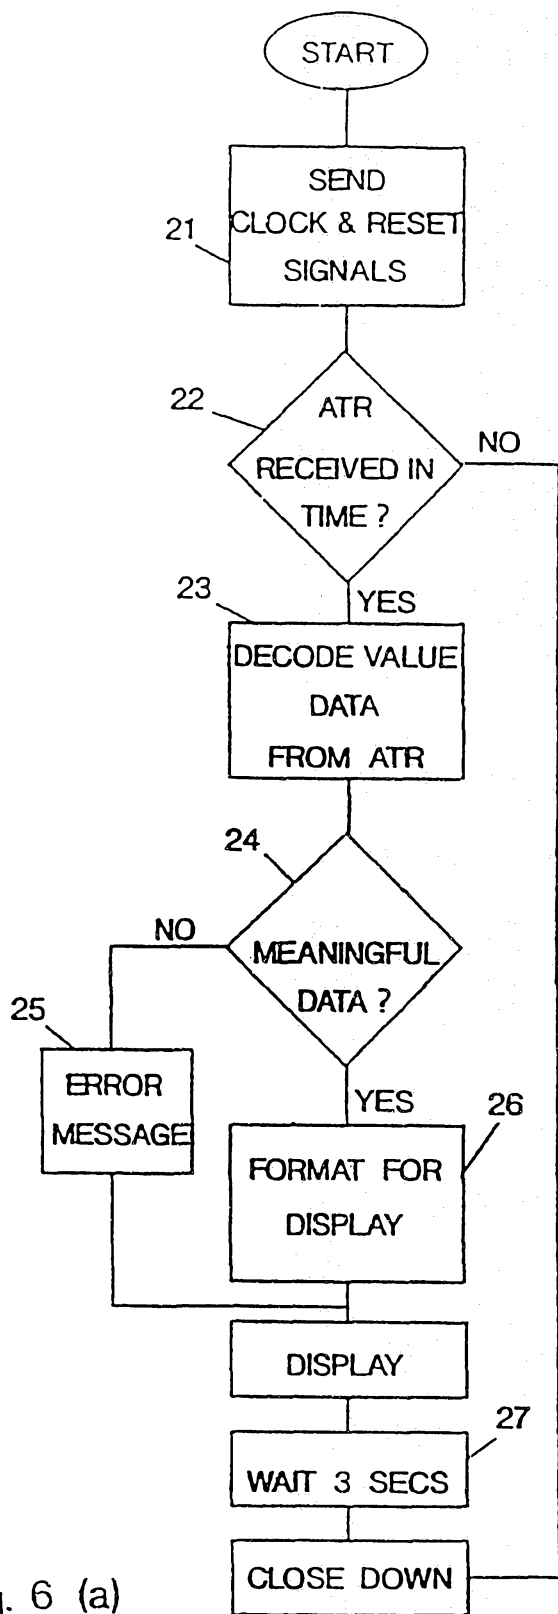 START
SEND
CLOCK & RESET
SIGNALS
21
22
ATR
RECEIVED IN
TIME ?
NO
YES
23
DECODE VALUE
DATA
FROM ATR
24
NO
MEANINGFUL
DATA ?
25
ERROR
MESSAGE
YES
26
FORMAT FOR
DISPLAY
DISPLAY
27
WAIT 3 SECS
CLOSE DOWN
6 (a)